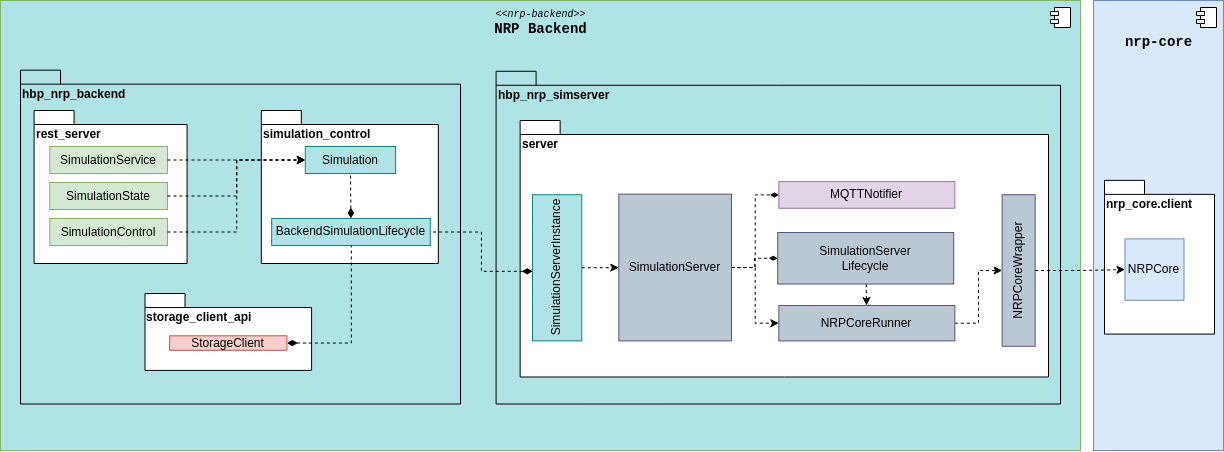 <<nrp-backend>>
NRP Backend
nrp-core
hbp_nrp_backend
rest_server
SimulationService
SimulationState
SimulationControl
simulation_control
Simulation
BackendSimulationLifecycle
storage_client_api
StorageClient
hbp_nrp_simserver
server
SimulationServerInstance
SimulationServer
MQTTNotifier
SimulationServer
Lifecycle
NRPCoreRunner
NRPCoreWrapper
nrp_core.client
NRPCore